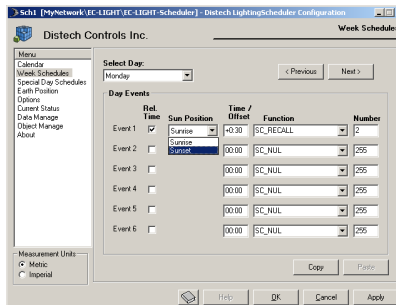 Sch1 [MyNetwork\EC-LIGHT\EC-LIGHT-Scheduler] - Distech LightingScheduler Configuration
Distech Controls Inc.
Week Schedule
Menu
Calendar
Week Schedules
Special Day Schedules
Earth Position
Options
Current Status
Data Manage
Object Manage
About
Select Day:
Monday
< Previous
Next >
Day Events
Rel. Time
Sun Position
Time / Offset
Function
Number
Event 1 Sunrise +0:30 SC_RECALL 2
Sunrise
Sunset
Event 2 00:00 SC_NUL 255
Event 3 00:00 SC_NUL 255
Event 4 00:00 SC_NUL 255
Event 5 00:00 SC_NUL 255
Event 6 00:00 SC_NUL 255
Measurement Units
Metric
Imperial
Copy
Paste
Help
OK
Cancel
Apply